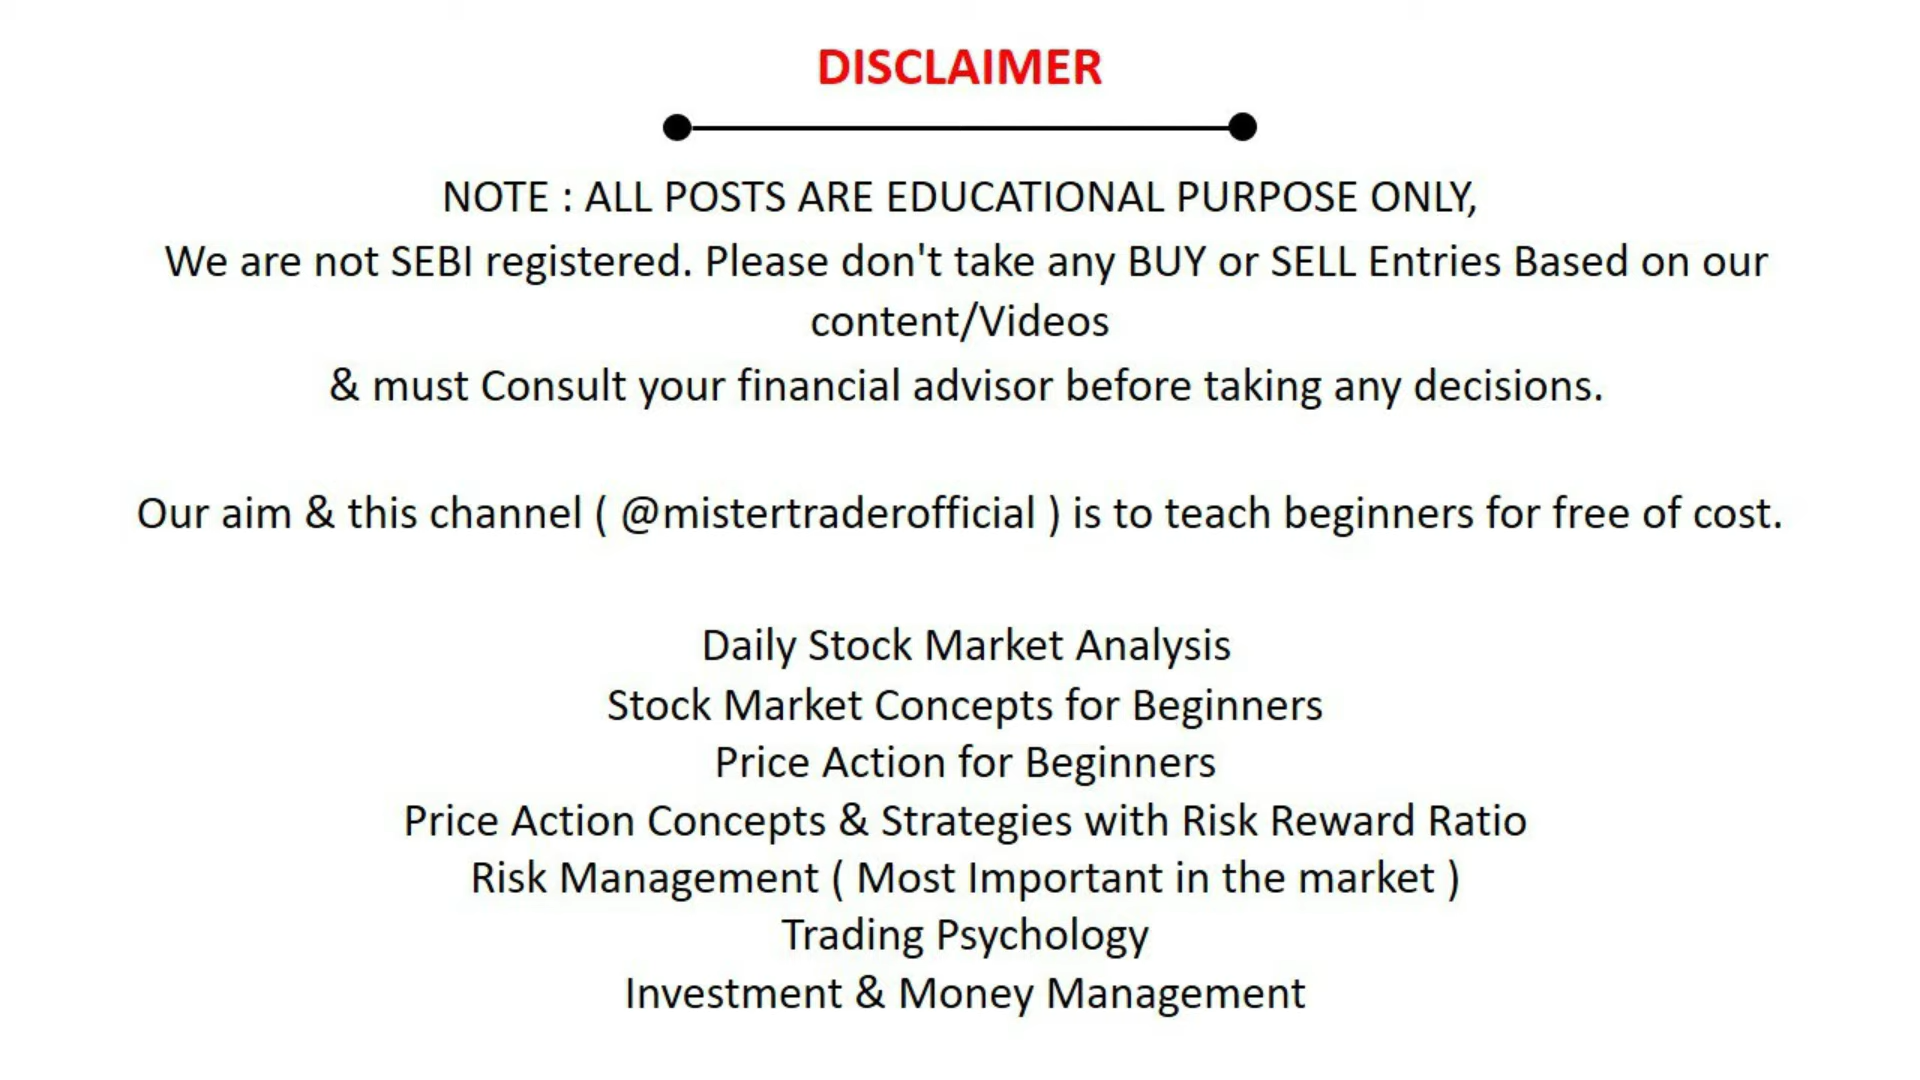 DISCLAIMER
NOTE : ALL POSTS ARE EDUCATIONAL PURPOSE ONLY,
We are not SEBI registered. Please don't take any BUY or SELL Entries Based on our
content/Videos
& must Consult your financial advisor before taking any decisions.
Our aim & this channel ( @mistertraderofficial ) is to teach beginners for free of cost.
Daily Stock Market Analysis
Stock Market Concepts for Beginners
Price Action for Beginners
Price Action Concepts & Strategies with Risk Reward Ratio
Risk Management ( Most Important in the market )
Trading Psychology
Investment & Money Management